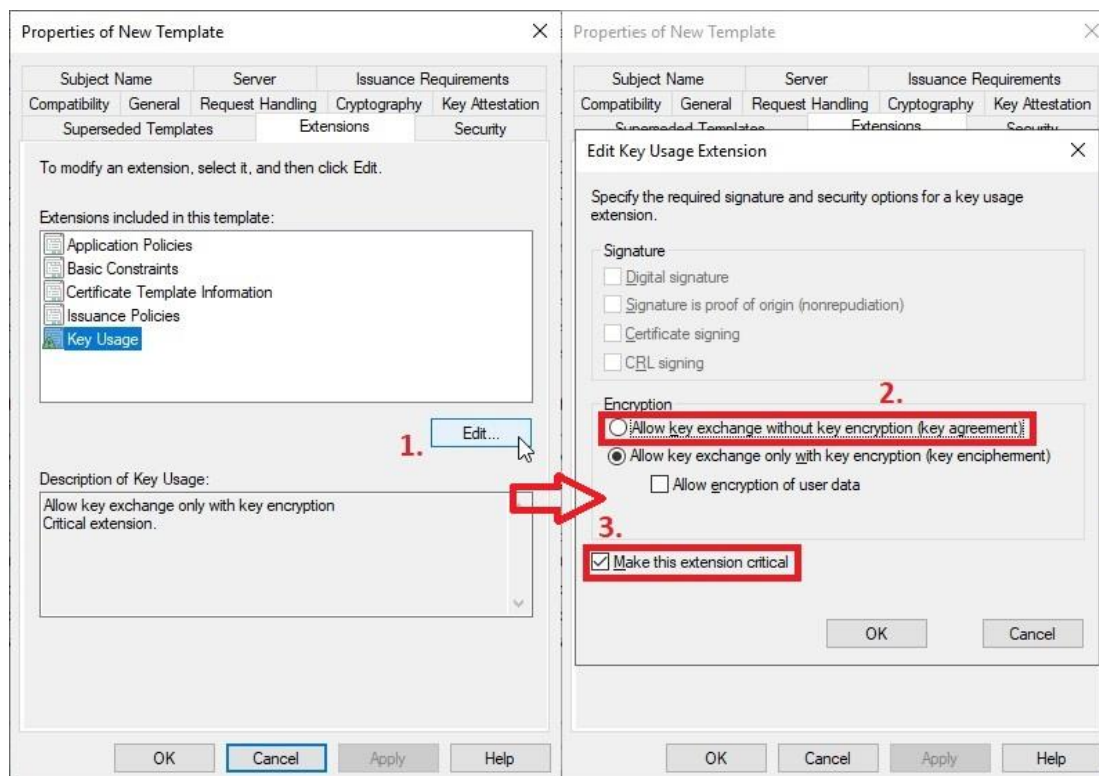 Properties of New Template
Subject Name Server Issuance Requirements
Compatibility General Request Handling Cryptography Key Attestation
Superseded Templates Extensions Security
To modify an extension, select it, and then click Edit.
Extensions included in this template:
Application Policies
Basic Constraints
Certificate Template Information
Issuance Policies
Key Usage
1.
Edit...
Description of Key Usage:
Allow key exchange only with key encryption
Critical extension.
OK Cancel Apply Help
Properties of New Template
Subject Name Server Issuance Requirements
Compatibility General Request Handling Cryptography Key Attestation
Superseded Templates Extensions Security
Edit Key Usage Extension
Specify the required signature and security options for a key usage
extension.
Signature
Digital signature
Signature is proof of origin (nonrepudiation)
Certificate signing
CRL signing
2.
Encryption
Allow key exchange without key encryption (key agreement)
Allow key exchange only with key encryption (key encipherment)
Allow encryption of user data
3.
Make this extension critical
OK Cancel
OK Cancel Apply Help